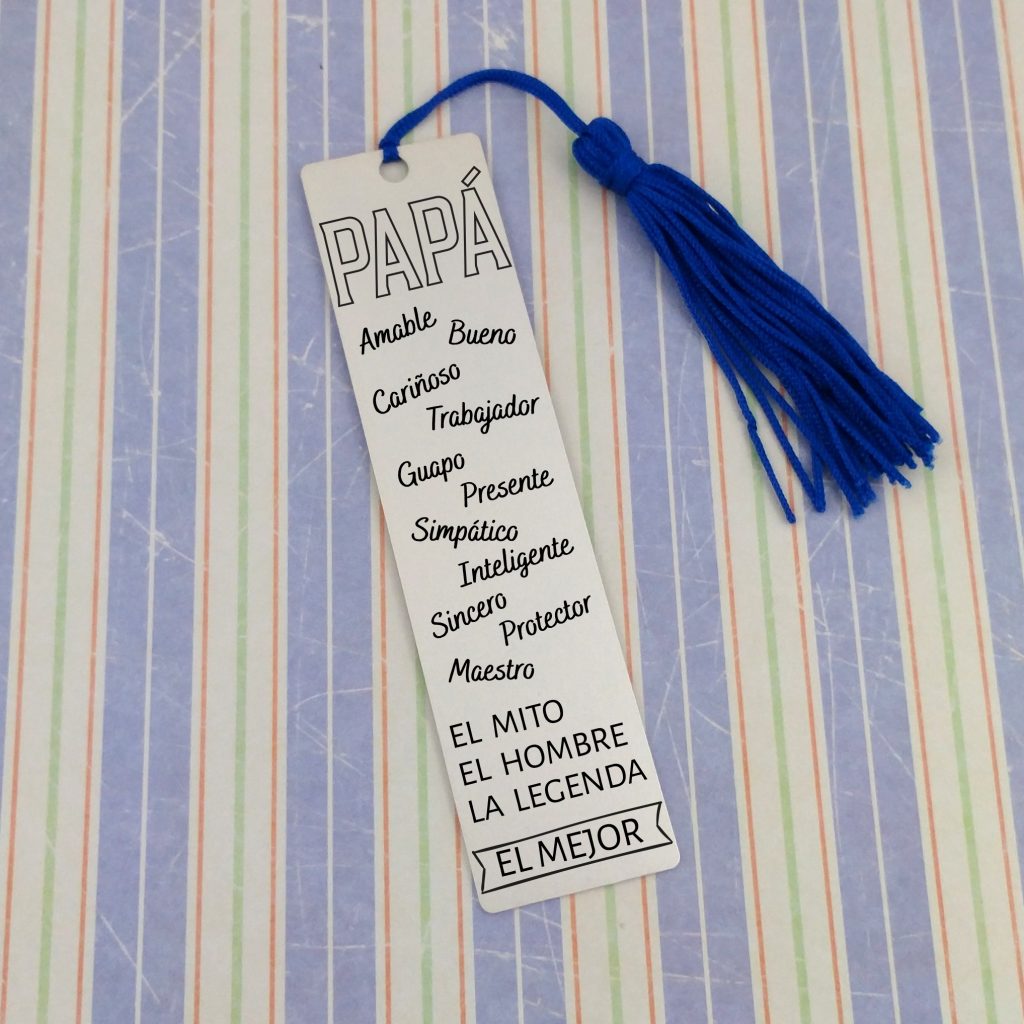 PAPÁ
Amable
Bueno
Cariñoso
Trabajador
Guapo
Presente
Simpático
Inteligente
Sincero
Protector
Maestro
EL MITO
EL HOMBRE
LA LEGENDA
EL MEJOR